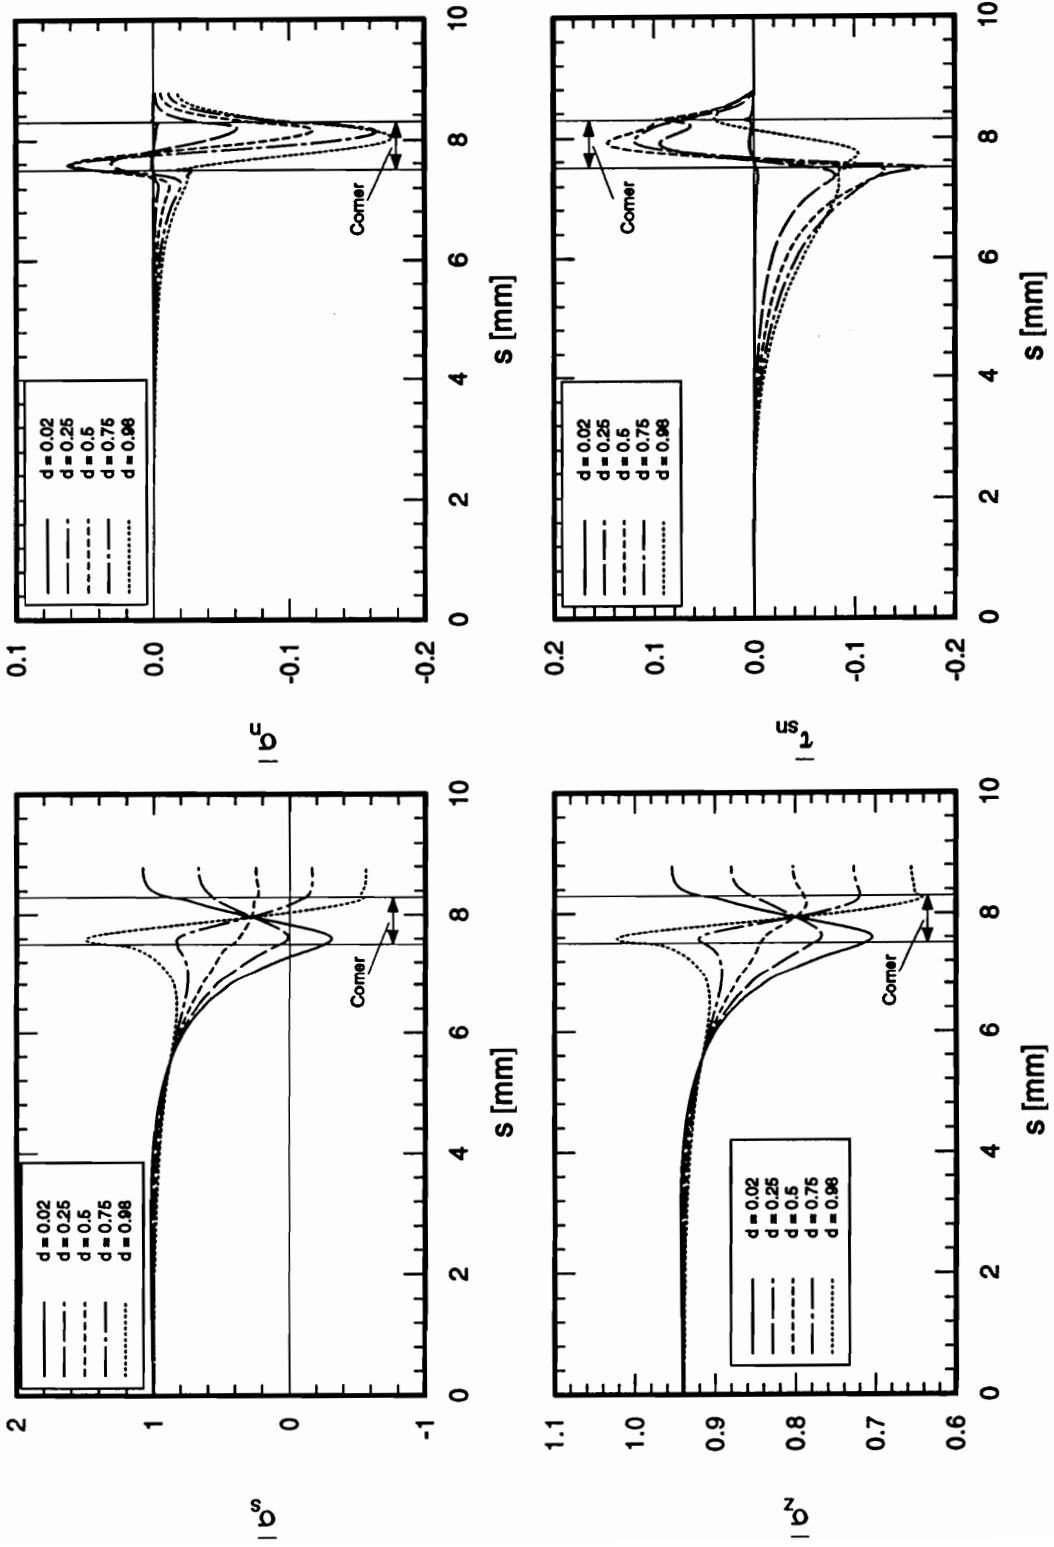 σ̄s
2
1
0
-1
d = 0.02
d = 0.25
d = 0.5
d = 0.75
d = 0.98
Corner
0 2 4 6 8 10
s [mm]
σ̄n
0.1
0.0
-0.1
-0.2
d = 0.02
d = 0.25
d = 0.5
d = 0.75
d = 0.98
Corner
0 2 4 6 8 10
s [mm]
σ̄z
1.1
1.0
0.9
0.8
0.7
0.6
d = 0.02
d = 0.25
d = 0.5
d = 0.75
d = 0.98
Corner
0 2 4 6 8 10
s [mm]
τ̄sn
0.2
0.1
0.0
-0.1
-0.2
d = 0.02
d = 0.25
d = 0.5
d = 0.75
d = 0.98
Corner
0 2 4 6 8 10
s [mm]